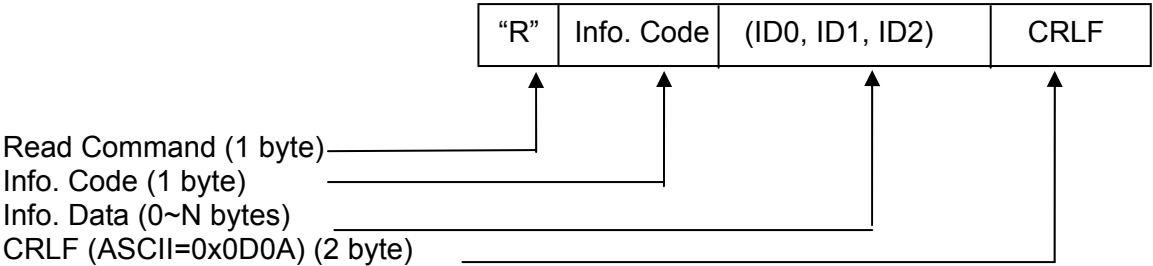 “R” Info. Code (ID0, ID1, ID2) CRLF
Read Command (1 byte)
Info. Code (1 byte)
Info. Data (0~N bytes)
CRLF (ASCII=0x0D0A) (2 byte)